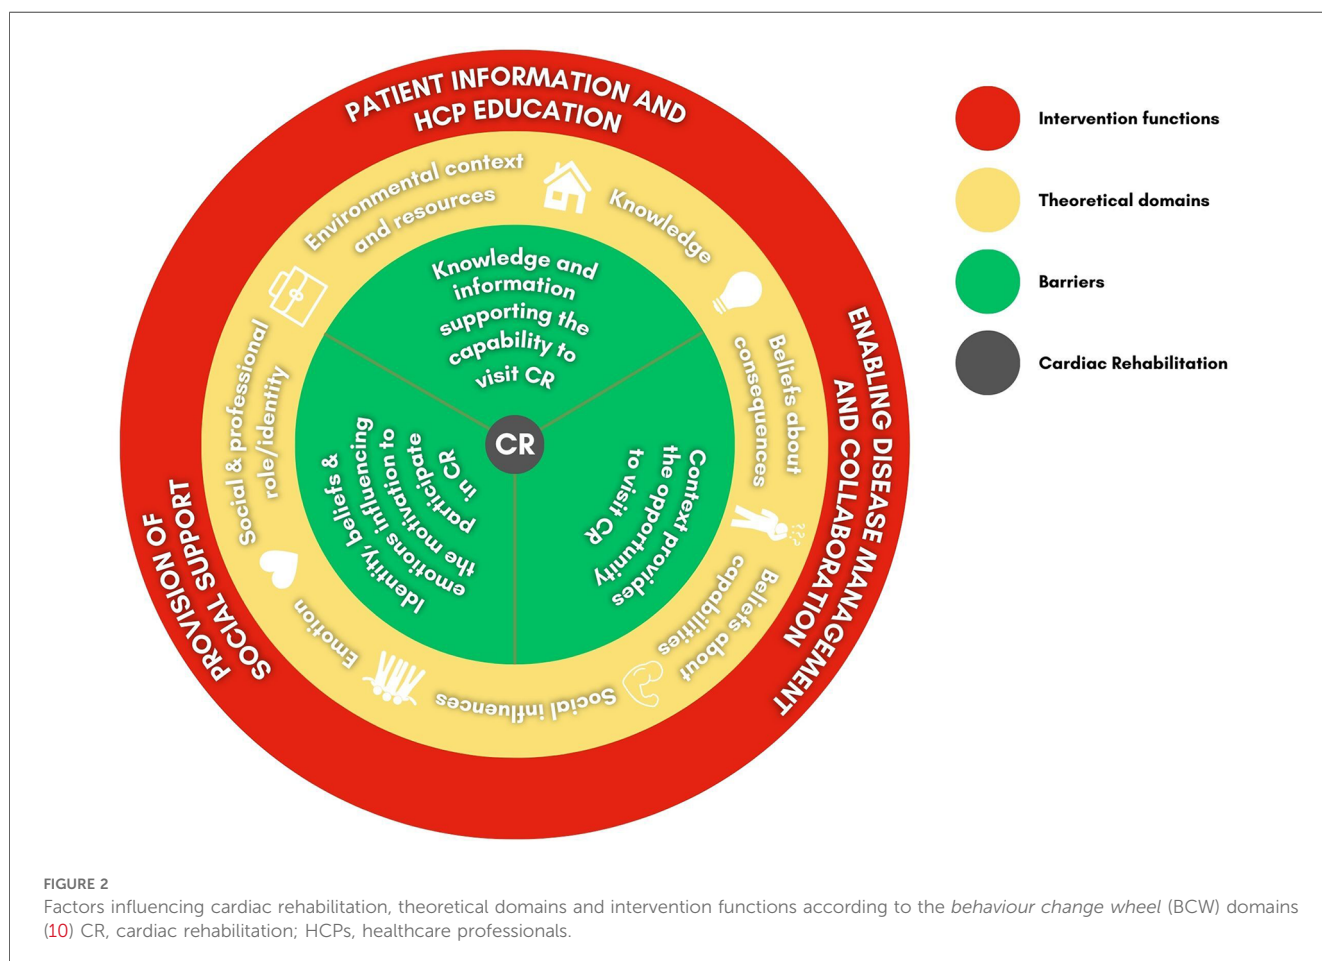 PATIENT INFORMATION AND
HCP EDUCATION
ENABLING DISEASE MANAGEMENT
AND COLLABORATION
PROVISION OF
SOCIAL SUPPORT
Environmental context
and resources
Knowledge
Beliefs about
consequences
Beliefs about
capabilities
Social influences
Emotion
Social & professional
role/identity
Knowledge and
information
supporting the
capability to
visit CR
Context provides
the opportunity
to visit CR
Identity, beliefs &
emotions influencing
the motivation to
participate
in CR
CR
Intervention functions
Theoretical domains
Barriers
Cardiac Rehabilitation
FIGURE 2
Factors influencing cardiac rehabilitation, theoretical domains and intervention functions according to the behaviour change wheel (BCW) domains
(10) CR, cardiac rehabilitation; HCPs, healthcare professionals.